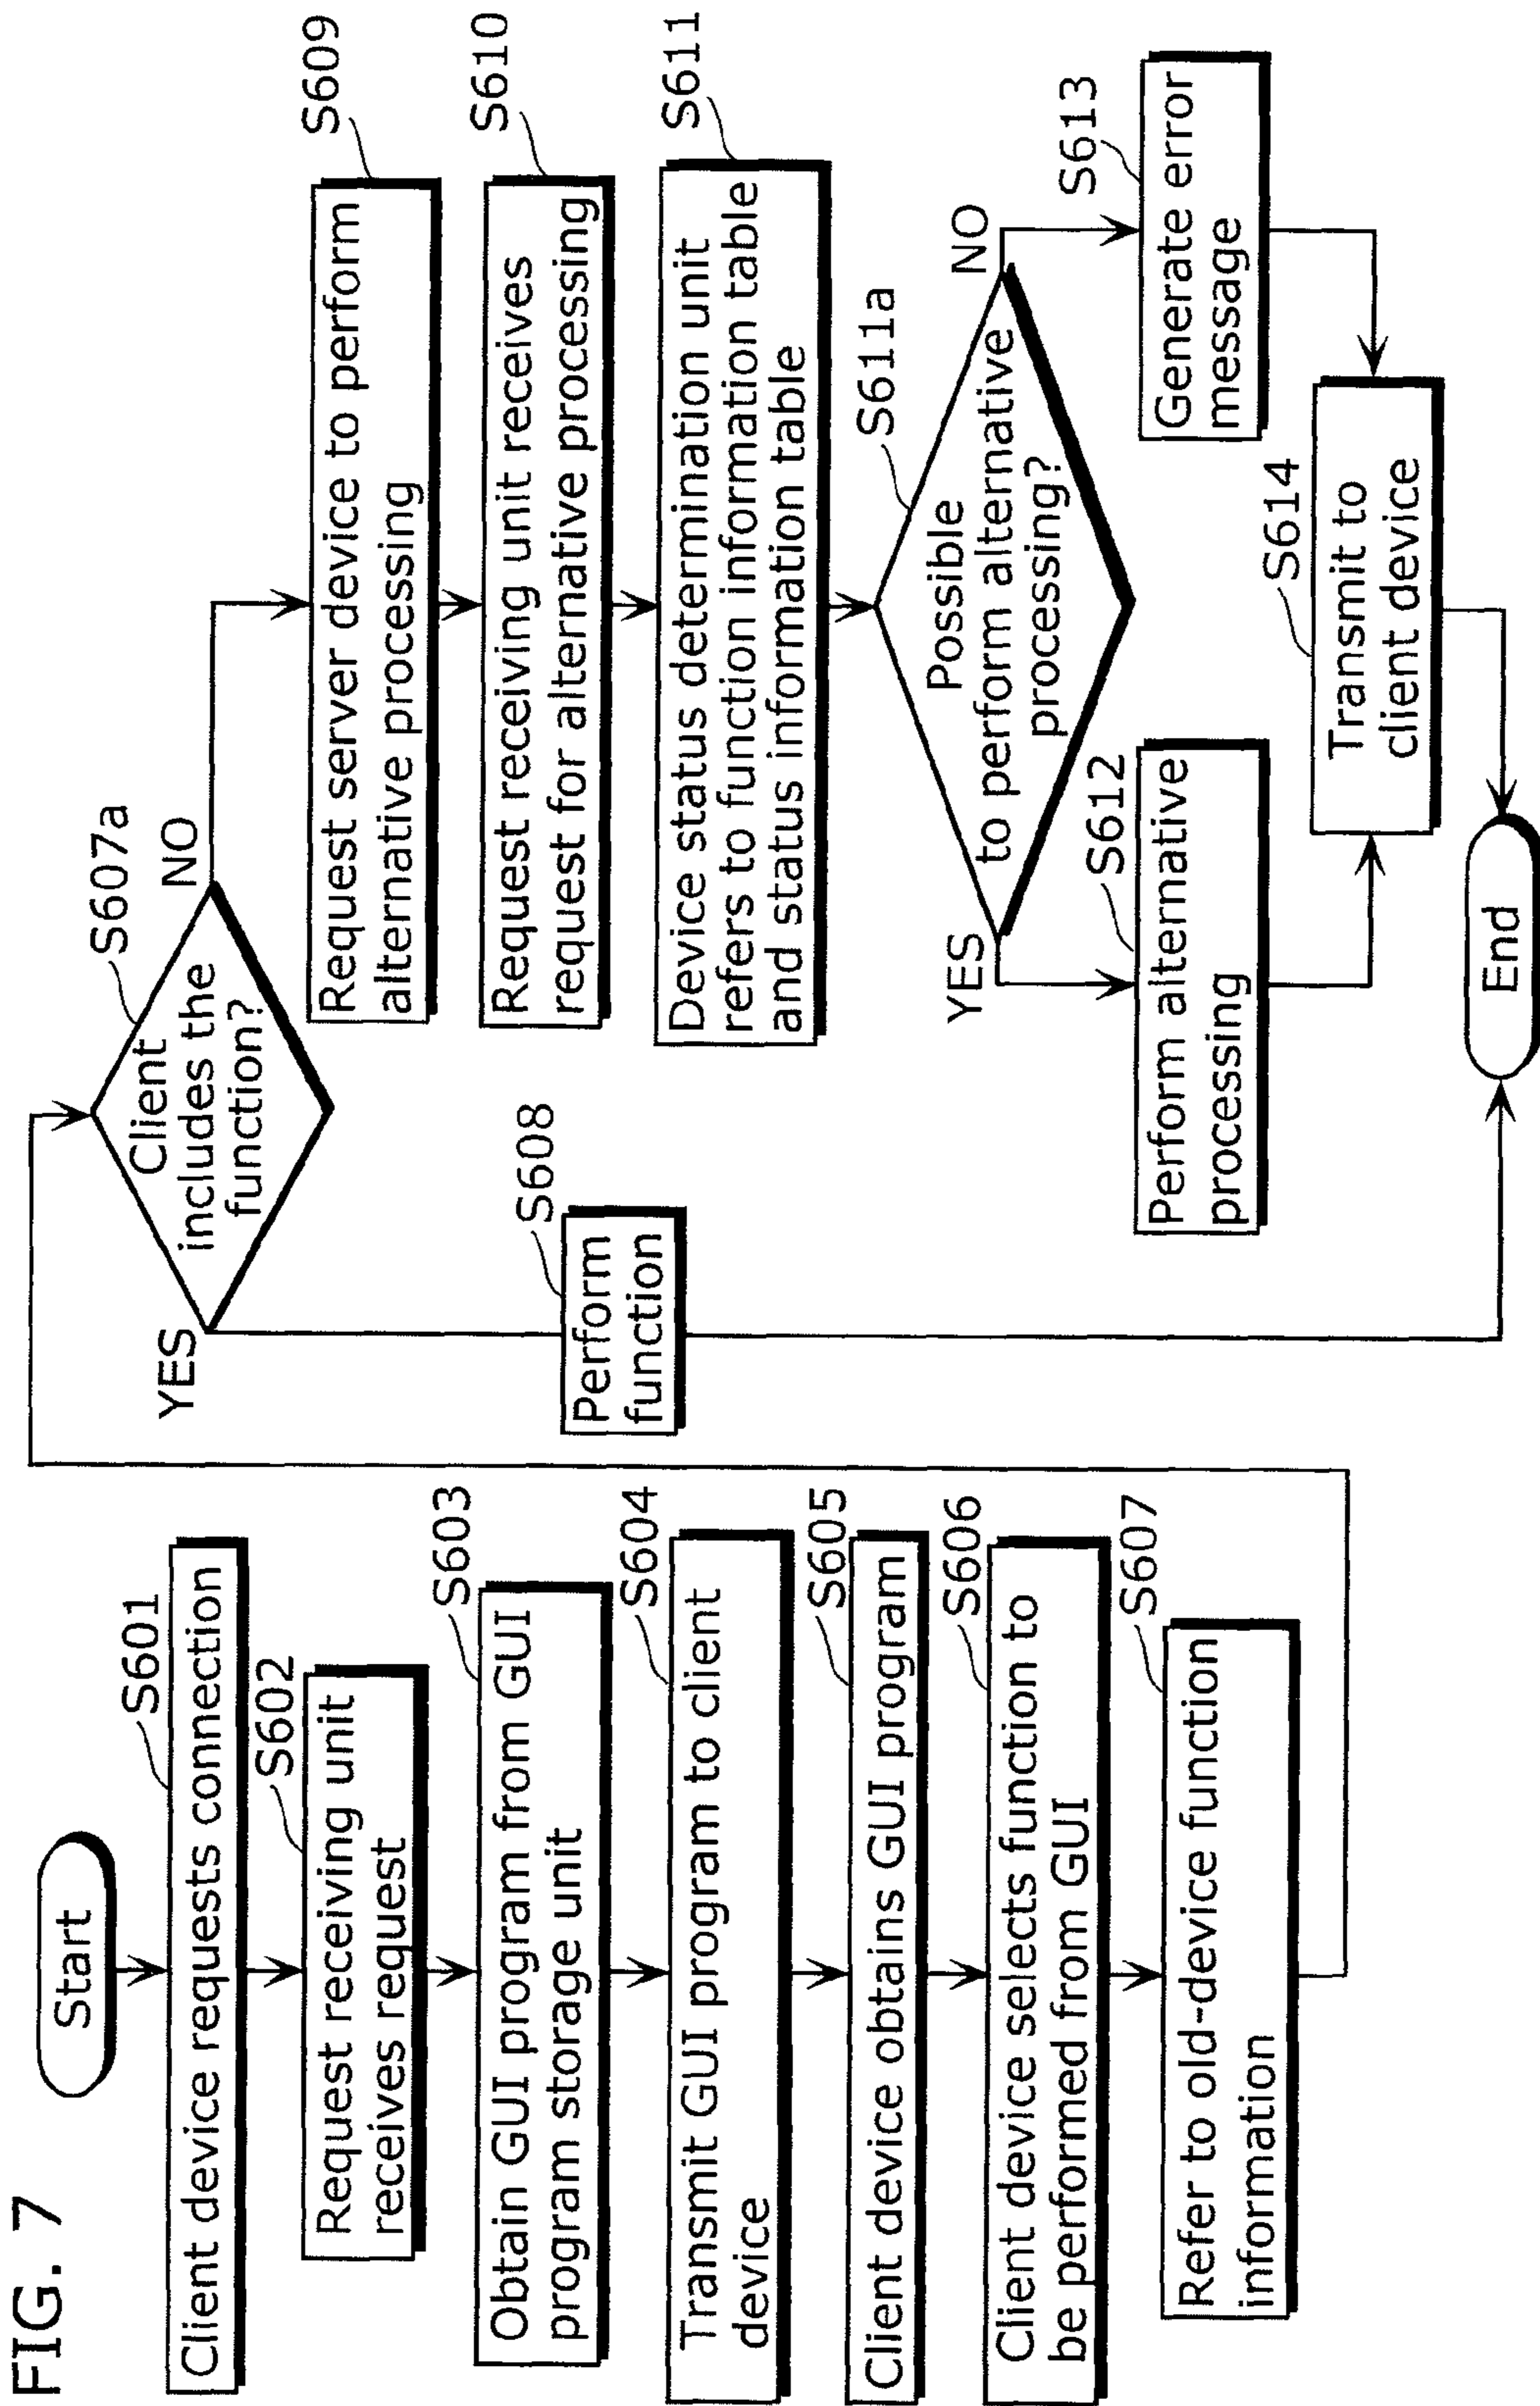 FIG. 7
Start
S601
Client device requests connection
S602
Request receiving unit
receives request
S603
Obtain GUI program from GUI
program storage unit
S604
Transmit GUI program to client
device
S605
Client device obtains GUI program
S606
Client device selects function to
be performed from GUI
S607
Refer to old-device function
information
S607a
Client
includes the
function?
YES
NO
S608
Perform
function
S609
Request server device to perform
alternative processing
S610
Request receiving unit receives
request for alternative processing
S611
Device status determination unit
refers to function information table
and status information table
S611a
Possible
to perform alternative
processing?
YES
NO
S612
Perform alternative
processing
S613
Generate error
message
S614
Transmit to
client device
End